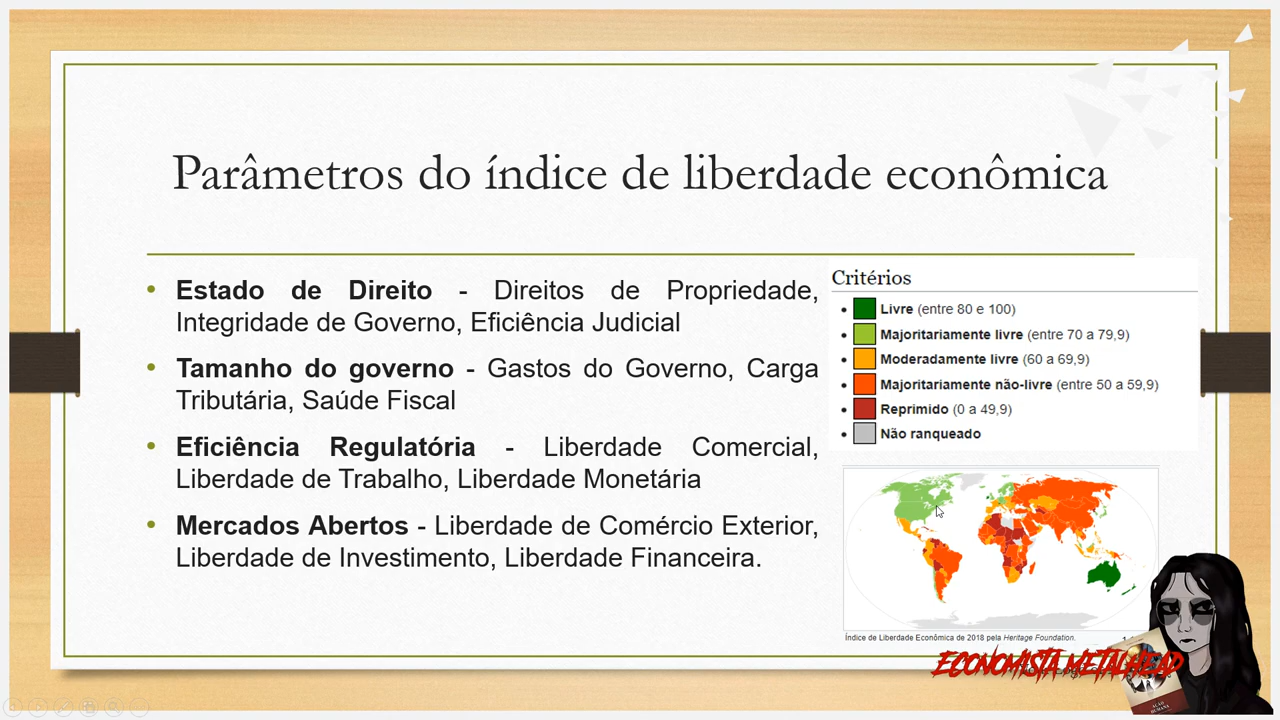 Parâmetros do índice de liberdade econômica
• Estado de Direito - Direitos de Propriedade,
Integridade de Governo, Eficiência Judicial
• Tamanho do governo - Gastos do Governo, Carga
Tributária, Saúde Fiscal
• Eficiência Regulatória - Liberdade Comercial,
Liberdade de Trabalho, Liberdade Monetária
• Mercados Abertos - Liberdade de Comércio Exterior,
Liberdade de Investimento, Liberdade Financeira.
Critérios
• Livre (entre 80 e 100)
• Majoritariamente livre (entre 70 a 79,9)
• Moderadamente livre (60 a 69,9)
• Majoritariamente não-livre (entre 50 a 59,9)
• Reprimido (0 a 49,9)
• Não ranqueado
Índice de Liberdade Econômica de 2018 pela Heritage Foundation.
ECONOMISTA METALHEAD
AÇÃO
HUMANA